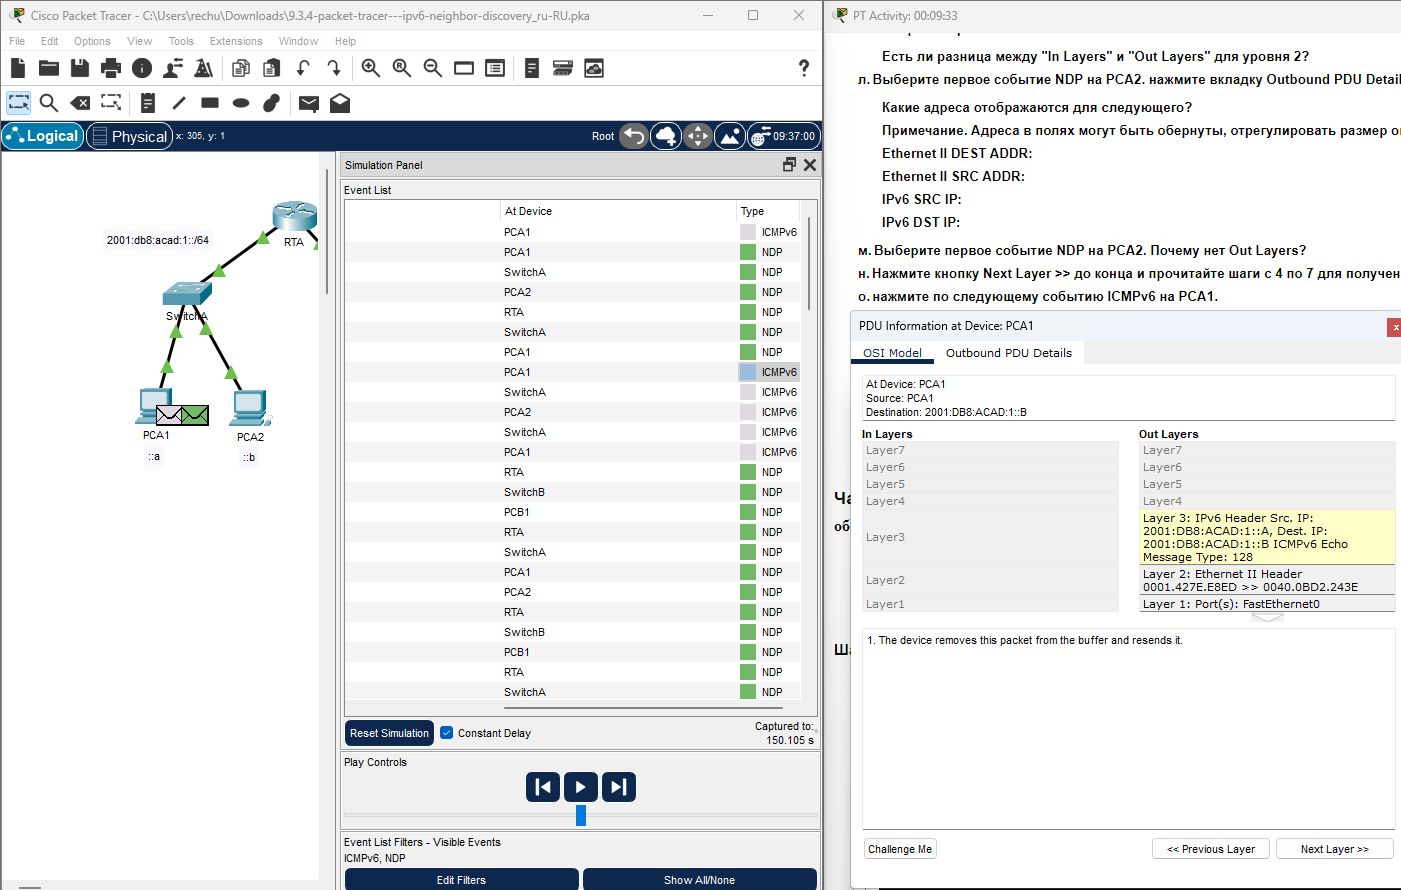 Cisco Packet Tracer - C:\Users\rechu\Downloads\9.3.4-packet-tracer---ipv6-neighbor-discovery_ru-RU.pka
File Edit Options View Tools Extensions Window Help
Logical Physical x: 305, y: 1 Root 09:37:00
2001:db8:acad:1::/64
RTA
SwitchA
PCA1
PCA2
::a
::b
Simulation Panel
Event List
At Device Type
PCA1 ICMPv6
PCA1 NDP
SwitchA NDP
PCA2 NDP
RTA NDP
SwitchA NDP
PCA1 NDP
PCA1 ICMPv6
SwitchA ICMPv6
PCA2 ICMPv6
SwitchA ICMPv6
PCA1 ICMPv6
RTA NDP
SwitchB NDP
PCB1 NDP
RTA NDP
SwitchA NDP
PCA1 NDP
PCA2 NDP
RTA NDP
SwitchB NDP
PCB1 NDP
RTA NDP
SwitchA NDP
Reset Simulation Constant Delay Captured to:
150.105 s
Play Controls
Event List Filters - Visible Events
ICMPv6, NDP
Edit Filters Show All/None
PT Activity: 00:09:33
Есть ли разница между "In Layers" и "Out Layers" для уровня 2?
л. Выберите первое событие NDP на PCA2. нажмите вкладку Outbound PDU Detai
Какие адреса отображаются для следующего?
Примечание. Адреса в полях могут быть обернуты, отрегулировать размер о
Ethernet II DEST ADDR:
Ethernet II SRC ADDR:
IPv6 SRC IP:
IPv6 DST IP:
м. Выберите первое событие NDP на PCA2. Почему нет Out Layers?
н. Нажмите кнопку Next Layer >> до конца и прочитайте шаги с 4 по 7 для получен
о. нажмите по следующему событию ICMPv6 на PCA1.
Ча
об
Ша
PDU Information at Device: PCA1 x
OSI Model Outbound PDU Details
At Device: PCA1
Source: PCA1
Destination: 2001:DB8:ACAD:1::B
In Layers
Layer7
Layer6
Layer5
Layer4
Layer3
Layer2
Layer1
Out Layers
Layer7
Layer6
Layer5
Layer4
Layer 3: IPv6 Header Src. IP:
2001:DB8:ACAD:1::A, Dest. IP:
2001:DB8:ACAD:1::B ICMPv6 Echo
Message Type: 128
Layer 2: Ethernet II Header
0001.427E.E8ED >> 0040.0BD2.243E
Layer 1: Port(s): FastEthernet0
1. The device removes this packet from the buffer and resends it.
Challenge Me << Previous Layer Next Layer >>